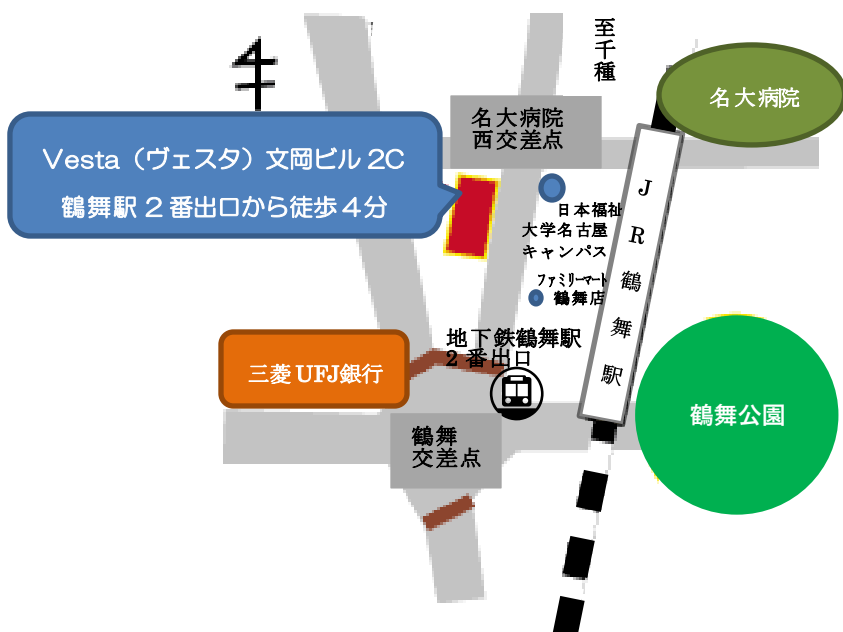 至千種
名大病院
名大病院
西交差点
Vesta（ヴェスタ）文岡ビル 2C
鶴舞駅 2 番出口から徒歩 4分
日本福祉
大学名古屋
キャンパス
ファミリーマート
鶴舞店
JR鶴舞駅
地下鉄鶴舞駅
2 番出口
三菱 UFJ銀行
鶴舞公園
鶴舞
交差点